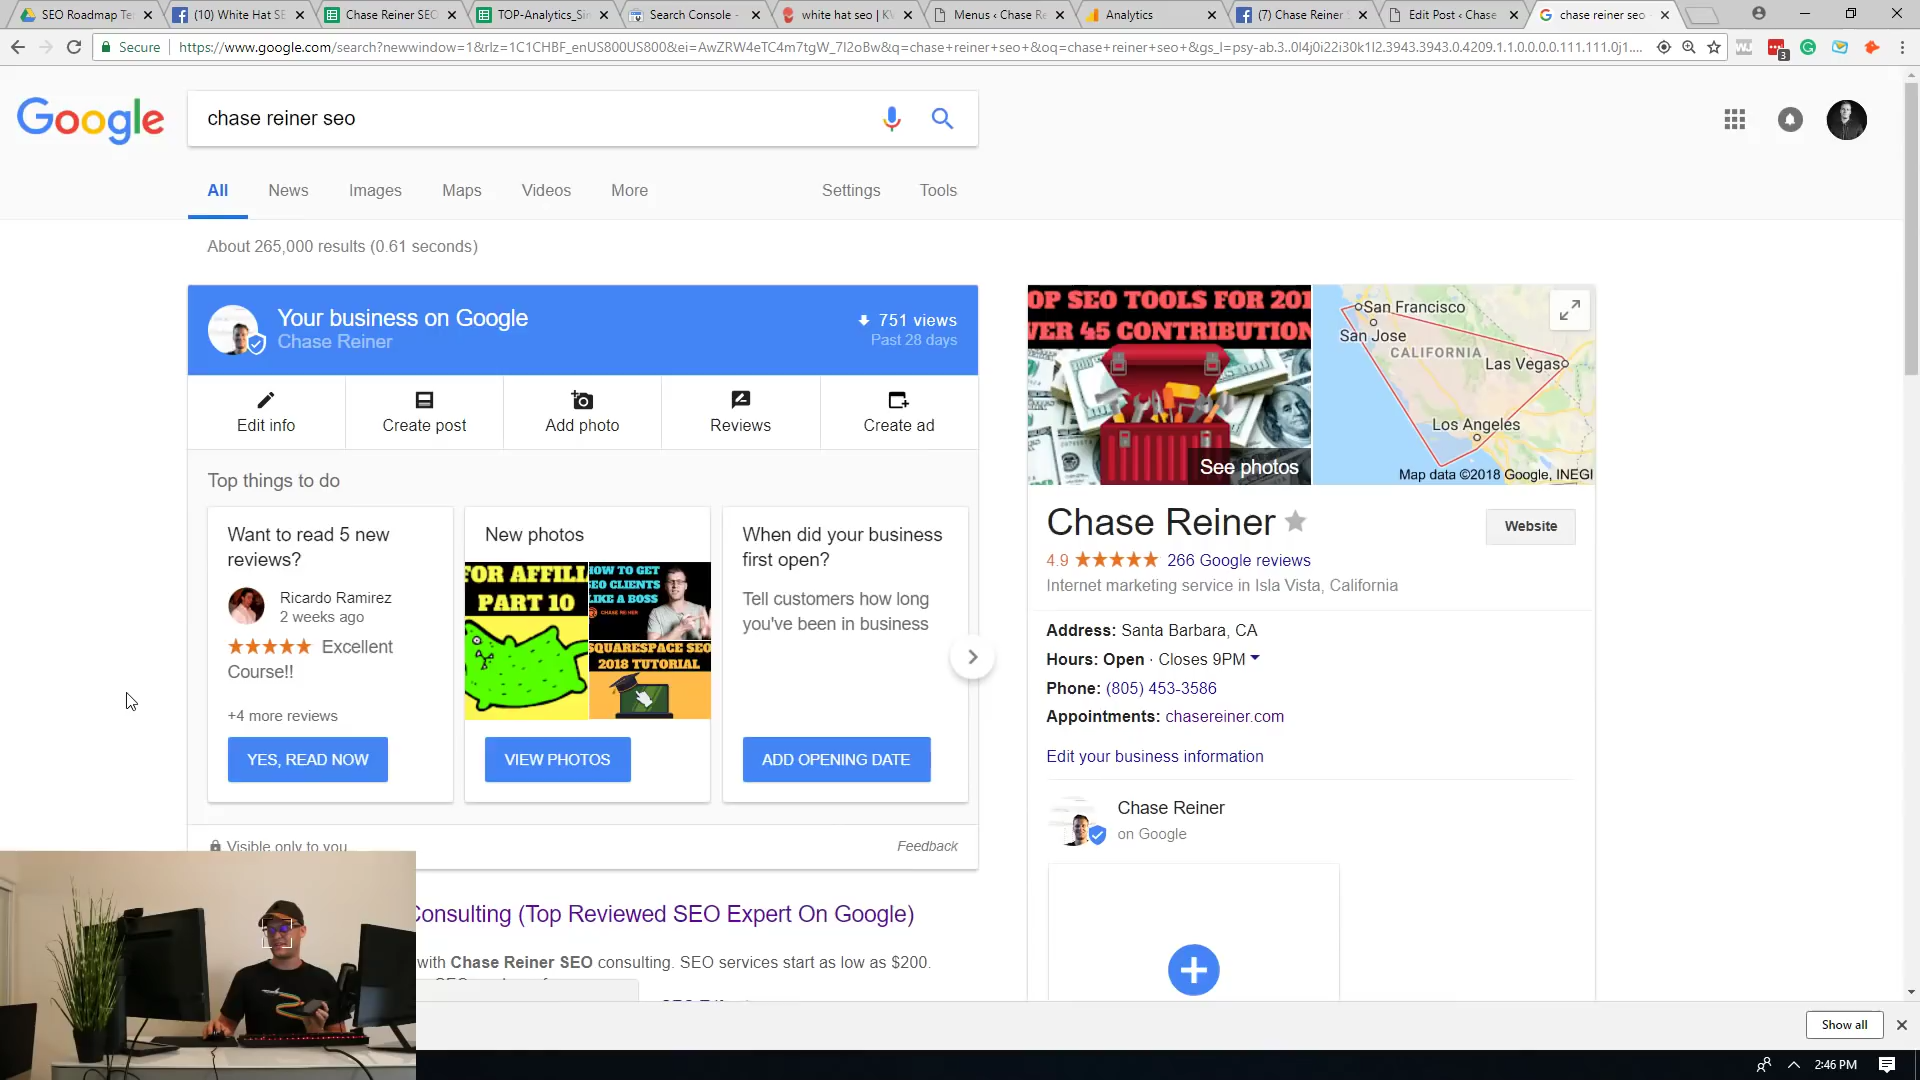 SEO Roadmap Te
(10) White Hat SE
Chase Reiner SEO
TOP-Analytics_Sin
Search Console -
white hat seo | KW
Menus ‹ Chase Re
Analytics
(7) Chase Reiner
Edit Post ‹ Chase
chase reiner seo -
Secure
https://www.google.com/search?newwindow=1&rlz=1C1CHBF_enUS800US800&ei=AwZRW4eTC4m7tgW_7I2oBw&q=chase+reiner+seo+&oq=chase+reiner+seo+&gs_l=psy-ab.3..0l4j0i22i30k1l2.3943.3943.0.4209.1.1.0.0.0.0.111.111.0j1....
3
Google
chase reiner seo
All
News
Images
Maps
Videos
More
Settings
Tools
About 265,000 results (0.61 seconds)
Your business on Google
Chase Reiner
751 views
Past 28 days
Edit info
Create post
Add photo
Reviews
Create ad
Top things to do
Want to read 5 new
reviews?
Ricardo Ramirez
2 weeks ago
Excellent
Course!!
+4 more reviews
YES, READ NOW
New photos
FOR AFFILI
PART 10
HOW TO GET
SEO CLIENTS
LIKE A BOSS
CHASE REINER
SQUARESPACE SEO
2018 TUTORIAL
VIEW PHOTOS
When did your business
first open?
Tell customers how long
you've been in business
ADD OPENING DATE
Visible only to you
Feedback
Consulting (Top Reviewed SEO Expert On Google)
with Chase Reiner SEO consulting. SEO services start as low as $200.
OP SEO TOOLS FOR 201
VER 45 CONTRIBUTION
See photos
San Francisco
San Jose
CALIFORNIA
Las Vegas
Los Angeles
Map data ©2018 Google, INEGI
Chase Reiner
Website
4.9
266 Google reviews
Internet marketing service in Isla Vista, California
Address: Santa Barbara, CA
Hours: Open · Closes 9PM
Phone: (805) 453-3586
Appointments: chasereiner.com
Edit your business information
Chase Reiner
on Google
Show all
2:46 PM